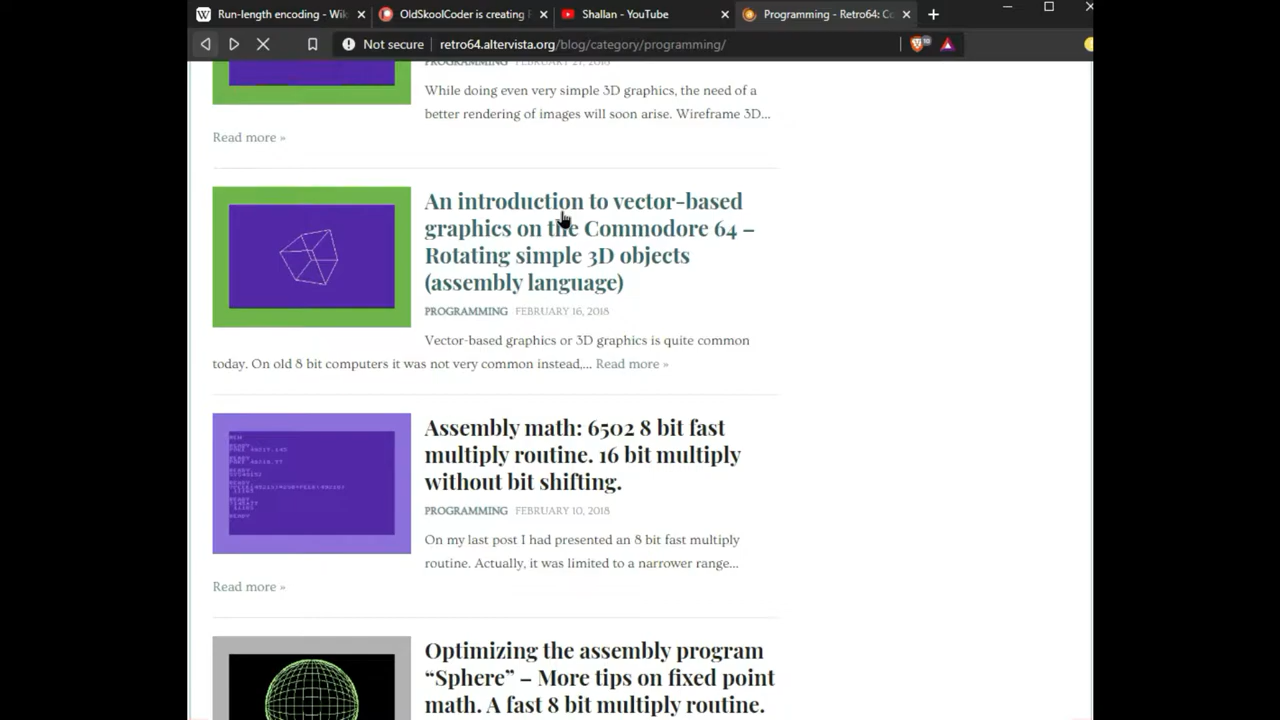 Run-length encoding - Wi
OldSkoolCoder is creating
Shallan - YouTube
Programming - Retro64: Co
Not secure
retro64.altervista.org/blog/category/programming/
PROGRAMMING FEBRUARY 27, 2018
While doing even very simple 3D graphics, the need of a
better rendering of images will soon arise. Wireframe 3D...
Read more »
An introduction to vector-based
graphics on the Commodore 64 –
Rotating simple 3D objects
(assembly language)
PROGRAMMING FEBRUARY 16, 2018
Vector-based graphics or 3D graphics is quite common
today. On old 8 bit computers it was not very common instead,... Read more »
Assembly math: 6502 8 bit fast
multiply routine. 16 bit multiply
without bit shifting.
PROGRAMMING FEBRUARY 10, 2018
On my last post I had presented an 8 bit fast multiply
routine. Actually, it was limited to a narrower range...
Read more »
Optimizing the assembly program
“Sphere” – More tips on fixed point
math. A fast 8 bit multiply routine.